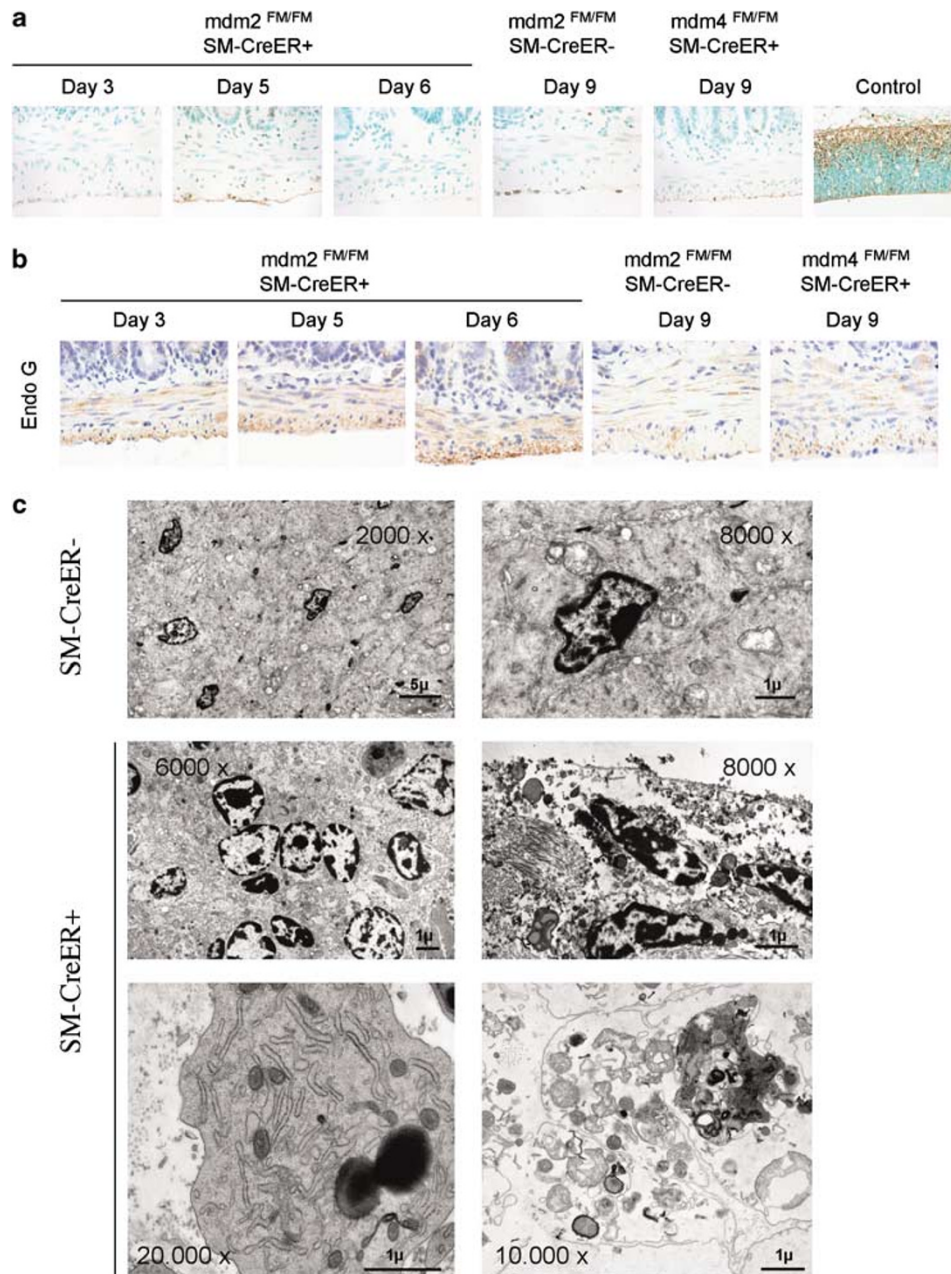 a
mdm2 FM/FM
SM-CreER+
mdm2 FM/FM
SM-CreER-
mdm4 FM/FM
SM-CreER+
Day 3
Day 5
Day 6
Day 9
Day 9
Control
b
mdm2 FM/FM
SM-CreER+
mdm2 FM/FM
SM-CreER-
mdm4 FM/FM
SM-CreER+
Day 3
Day 5
Day 6
Day 9
Day 9
Endo G
c
SM-CreER-
2000 x
5µ
8000 x
1µ
SM-CreER+
6000 x
1µ
8000 x
1µ
20.000 x
1µ
10.000 x
1µ